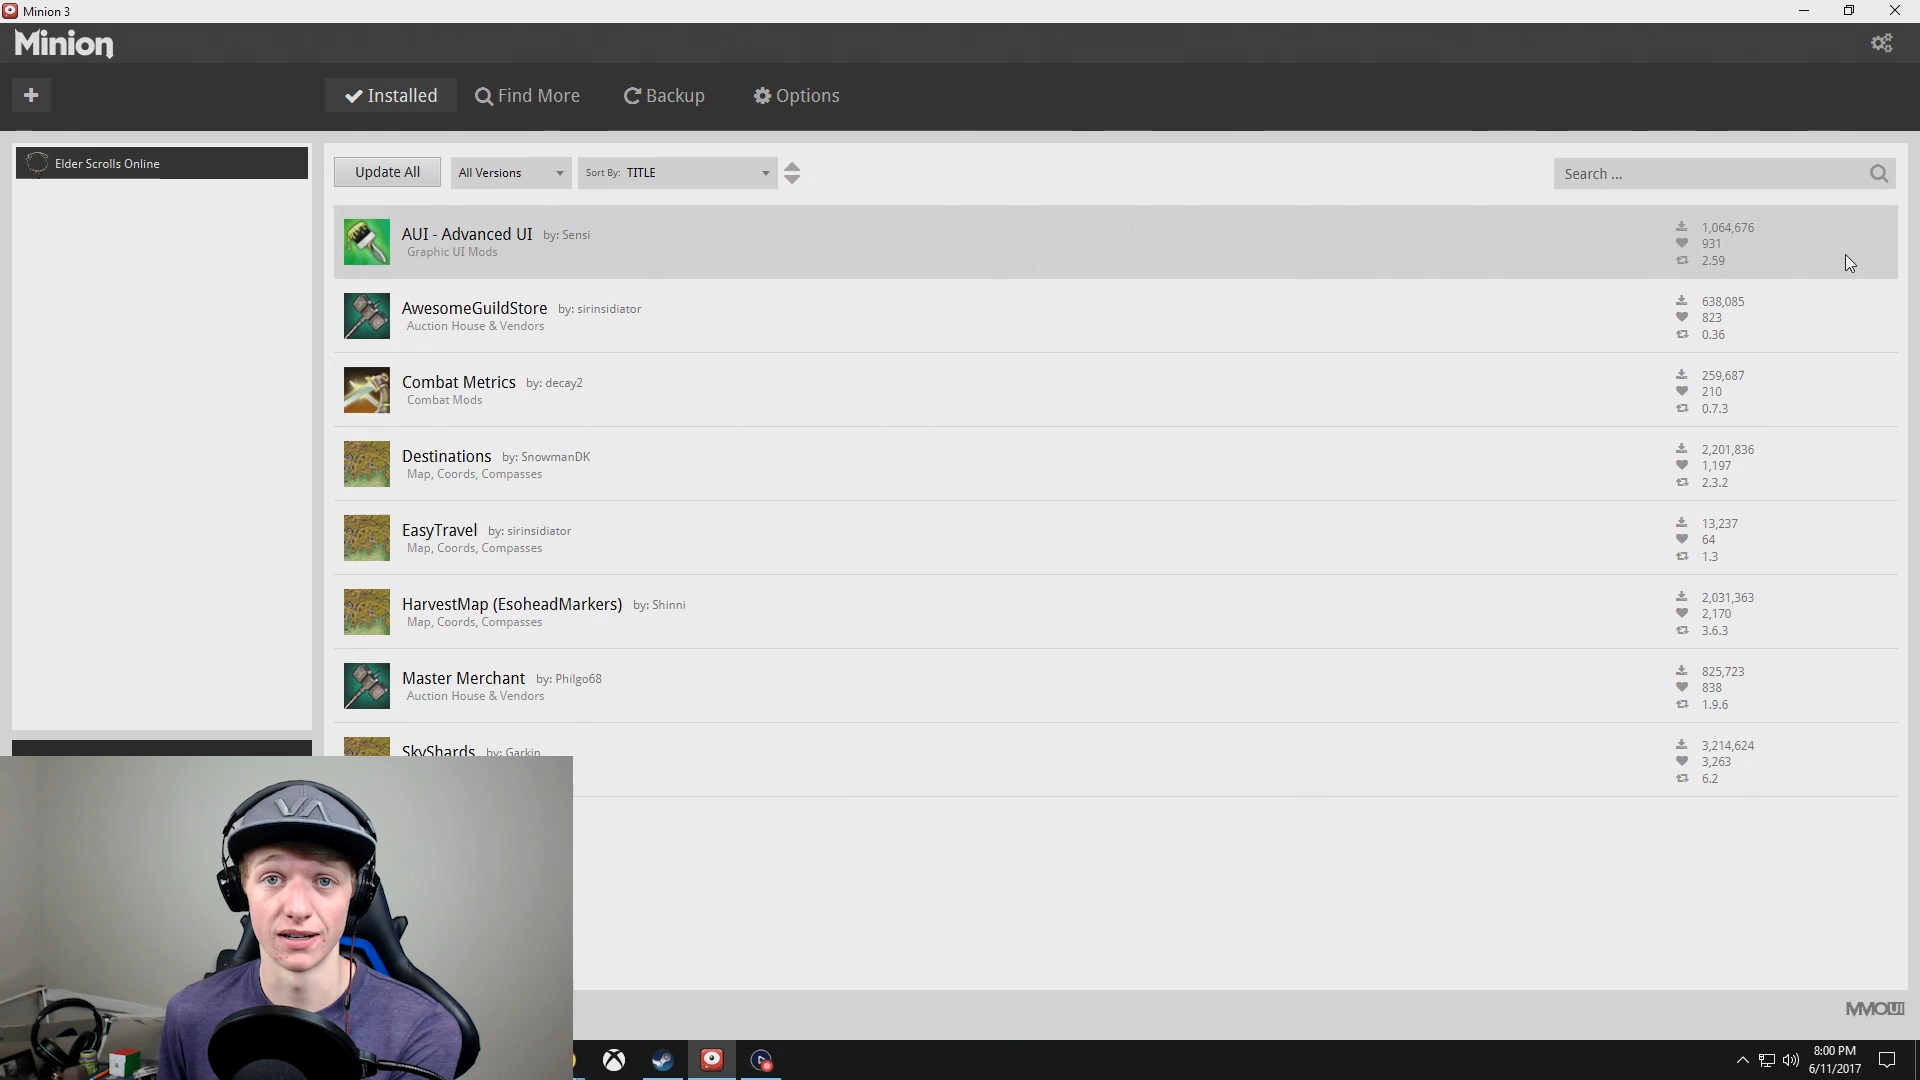 Minion 3
Minion
Installed
Find More
Backup
Options
Elder Scrolls Online
Update All
All Versions
Sort By: TITLE
Search ...
AUI - Advanced UI by: Sensi
Graphic UI Mods
1,064,676
931
2.59
AwesomeGuildStore by: sirinsidiator
Auction House & Vendors
638,085
823
0.36
Combat Metrics by: decay2
Combat Mods
259,687
210
0.7.3
Destinations by: SnowmanDK
Map, Coords, Compasses
2,201,836
1,197
2.3.2
EasyTravel by: sirinsidiator
Map, Coords, Compasses
13,237
64
1.3
HarvestMap (EsoheadMarkers) by: Shinni
Map, Coords, Compasses
2,031,363
2,170
3.6.3
Master Merchant by: Philgo68
Auction House & Vendors
825,723
838
1.9.6
SkyShards by: Garkin
3,214,624
3,263
6.2
MMOUI
8:00 PM
6/11/2017